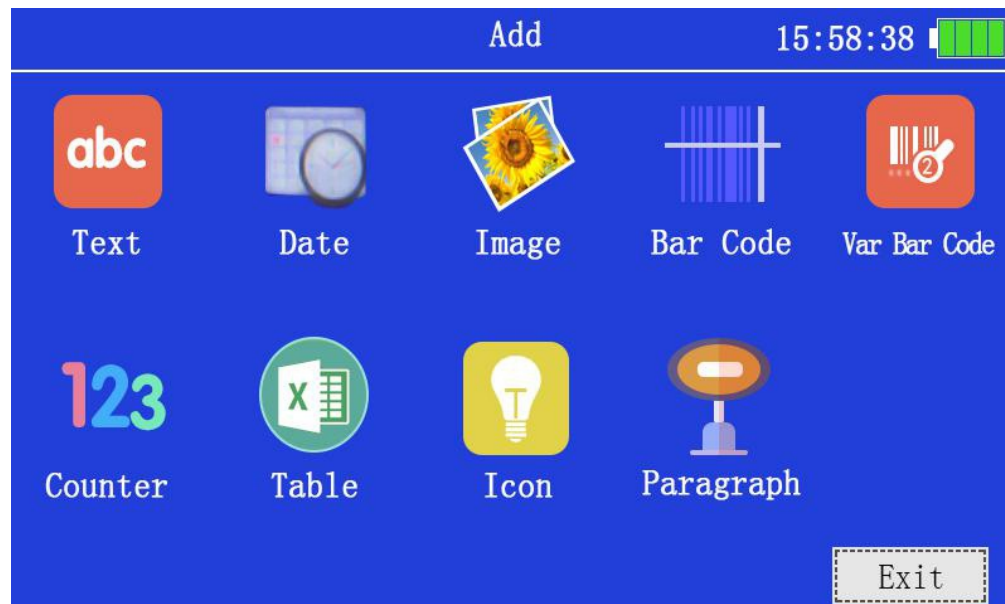 Add 15:58:38
abc
2
Text Date Image Bar Code Var Bar Code
123
X
T
Counter Table Icon Paragraph
Exit